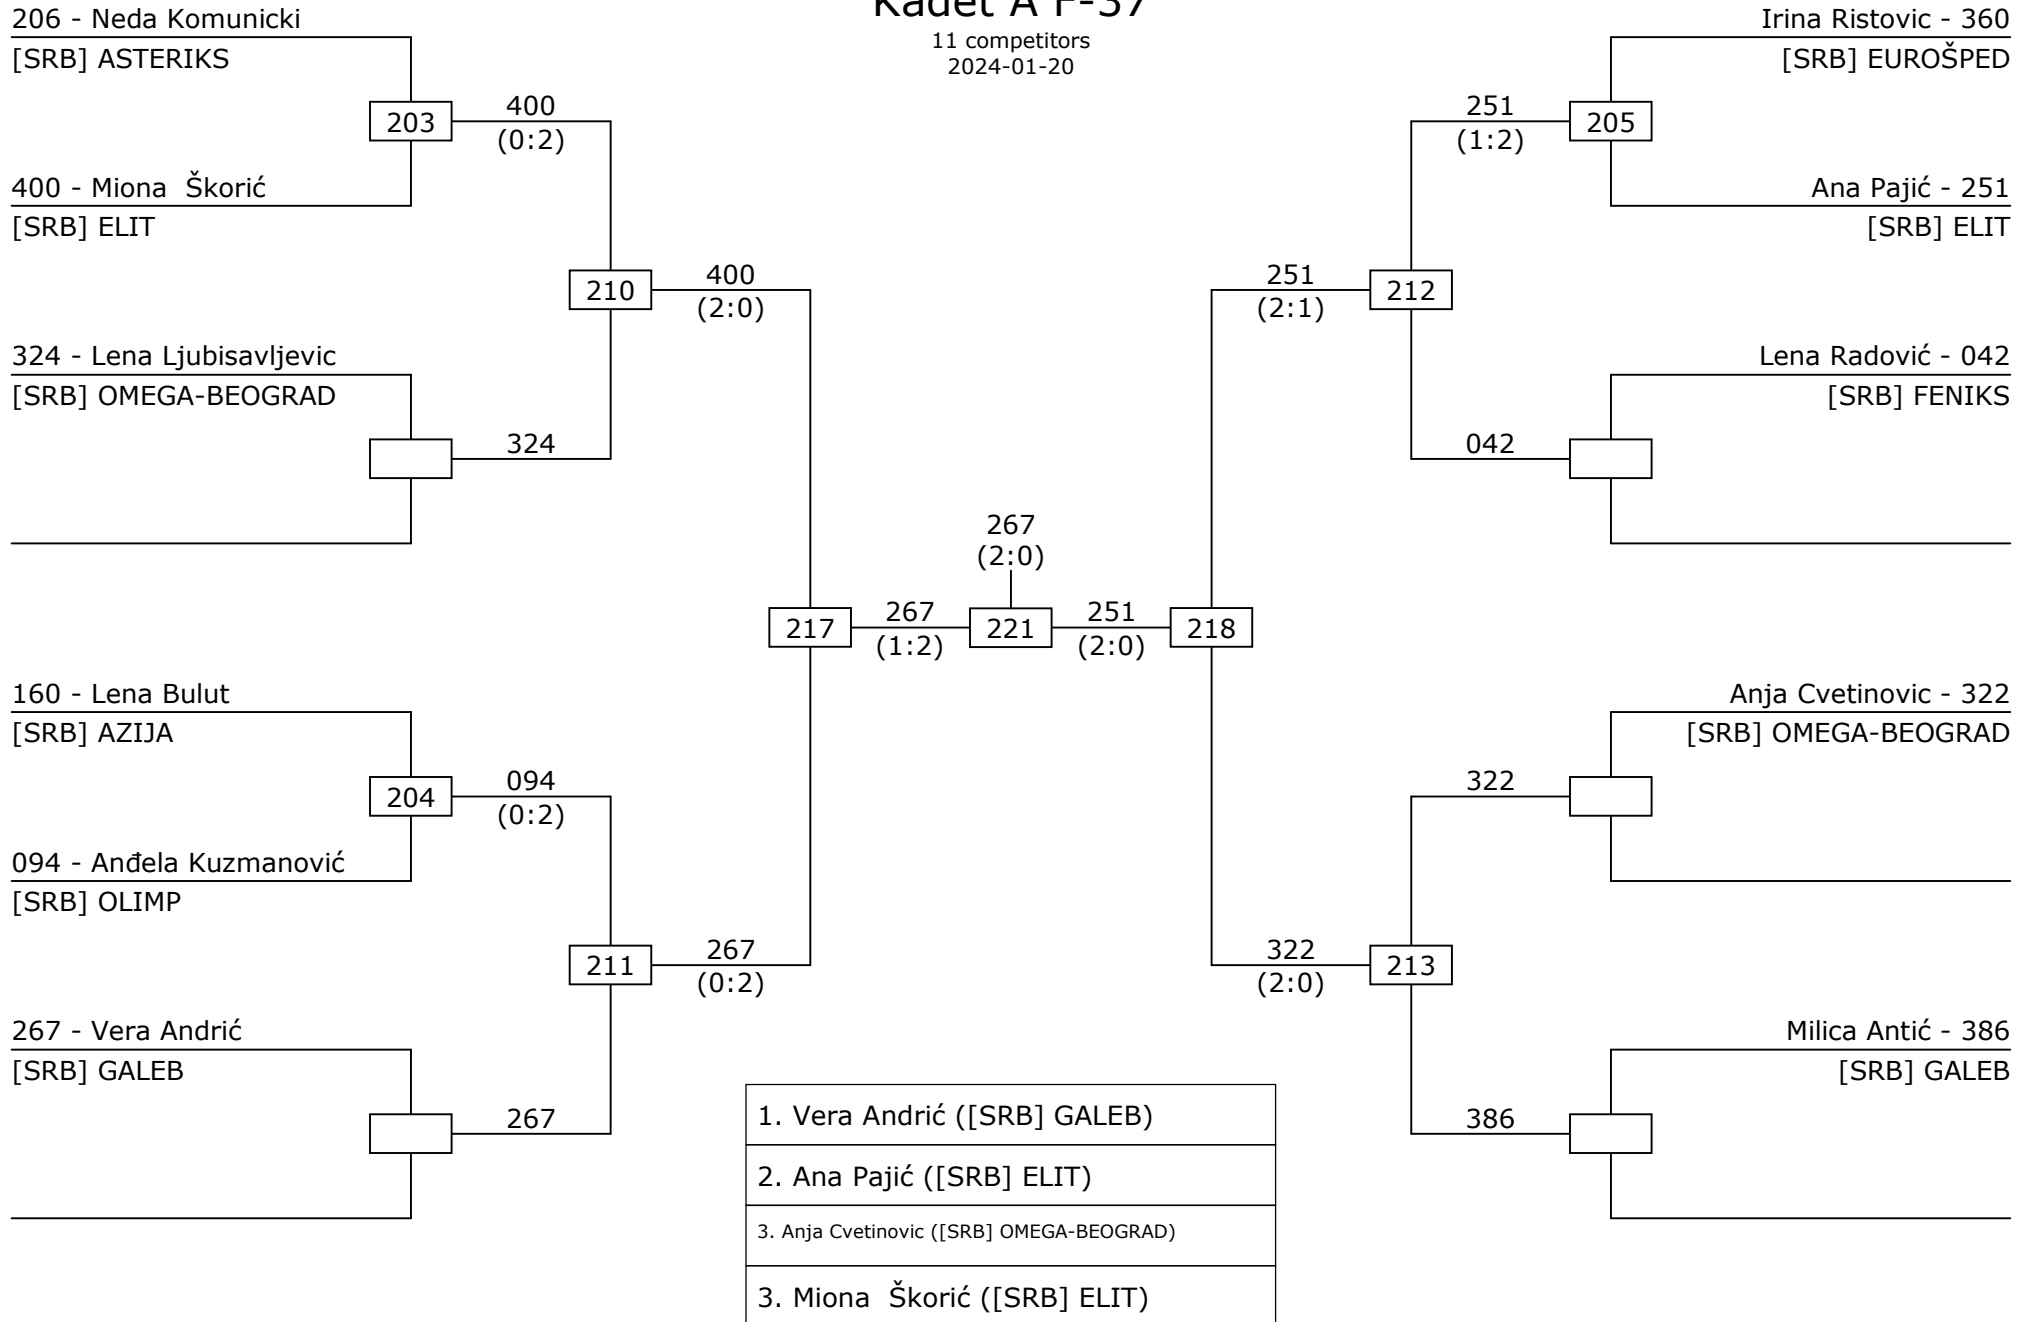 Kadet A F-37
11 competitors
2024-01-20
206 - Neda Komunicki
[SRB] ASTERIKS
203
400
(0:2)
400 - Miona  Škorić
[SRB] ELIT
210
400
(2:0)
324 - Lena Ljubisavljevic
[SRB] OMEGA-BEOGRAD
324
160 - Lena Bulut
[SRB] AZIJA
204
094
(0:2)
094 - Anđela Kuzmanović
[SRB] OLIMP
211
267
(0:2)
267 - Vera Andrić
[SRB] GALEB
267
217
267
(1:2)
267
(2:0)
221
251
(2:0)
218
Irina Ristovic - 360
[SRB] EUROŠPED
251
(1:2)
205
Ana Pajić - 251
[SRB] ELIT
251
(2:1)
212
Lena Radović - 042
[SRB] FENIKS
042
Anja Cvetinovic - 322
[SRB] OMEGA-BEOGRAD
322
322
(2:0)
213
Milica Antić - 386
[SRB] GALEB
386
1. Vera Andrić ([SRB] GALEB)
2. Ana Pajić ([SRB] ELIT)
3. Anja Cvetinovic ([SRB] OMEGA-BEOGRAD)
3. Miona  Škorić ([SRB] ELIT)